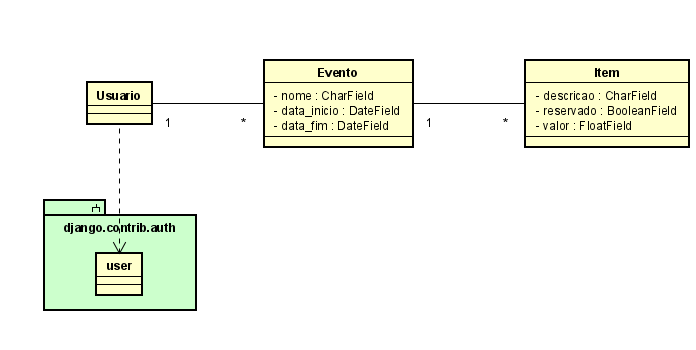 Usuario
1
*
Evento
- nome : CharField
- data_inicio : DateField
- data_fim : DateField
1
*
Item
- descricao : CharField
- reservado : BooleanField
- valor : FloatField
django.contrib.auth
user